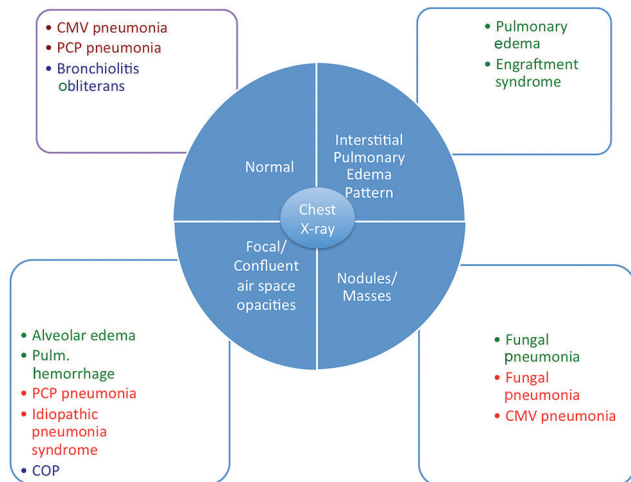 • CMV pneumonia
• PCP pneumonia
• Bronchiolitis
obliterans
• Pulmonary
edema
• Engraftment
syndrome
Normal
Interstitial
Pulmonary
Edema
Pattern
Chest
X-ray
Focal/
Confluent
air space
opacities
Nodules/
Masses
• Alveolar edema
• Pulm.
hemorrhage
• PCP pneumonia
• Idiopathic
pneumonia
syndrome
• COP
• Fungal
pneumonia
• Fungal
pneumonia
• CMV pneumonia